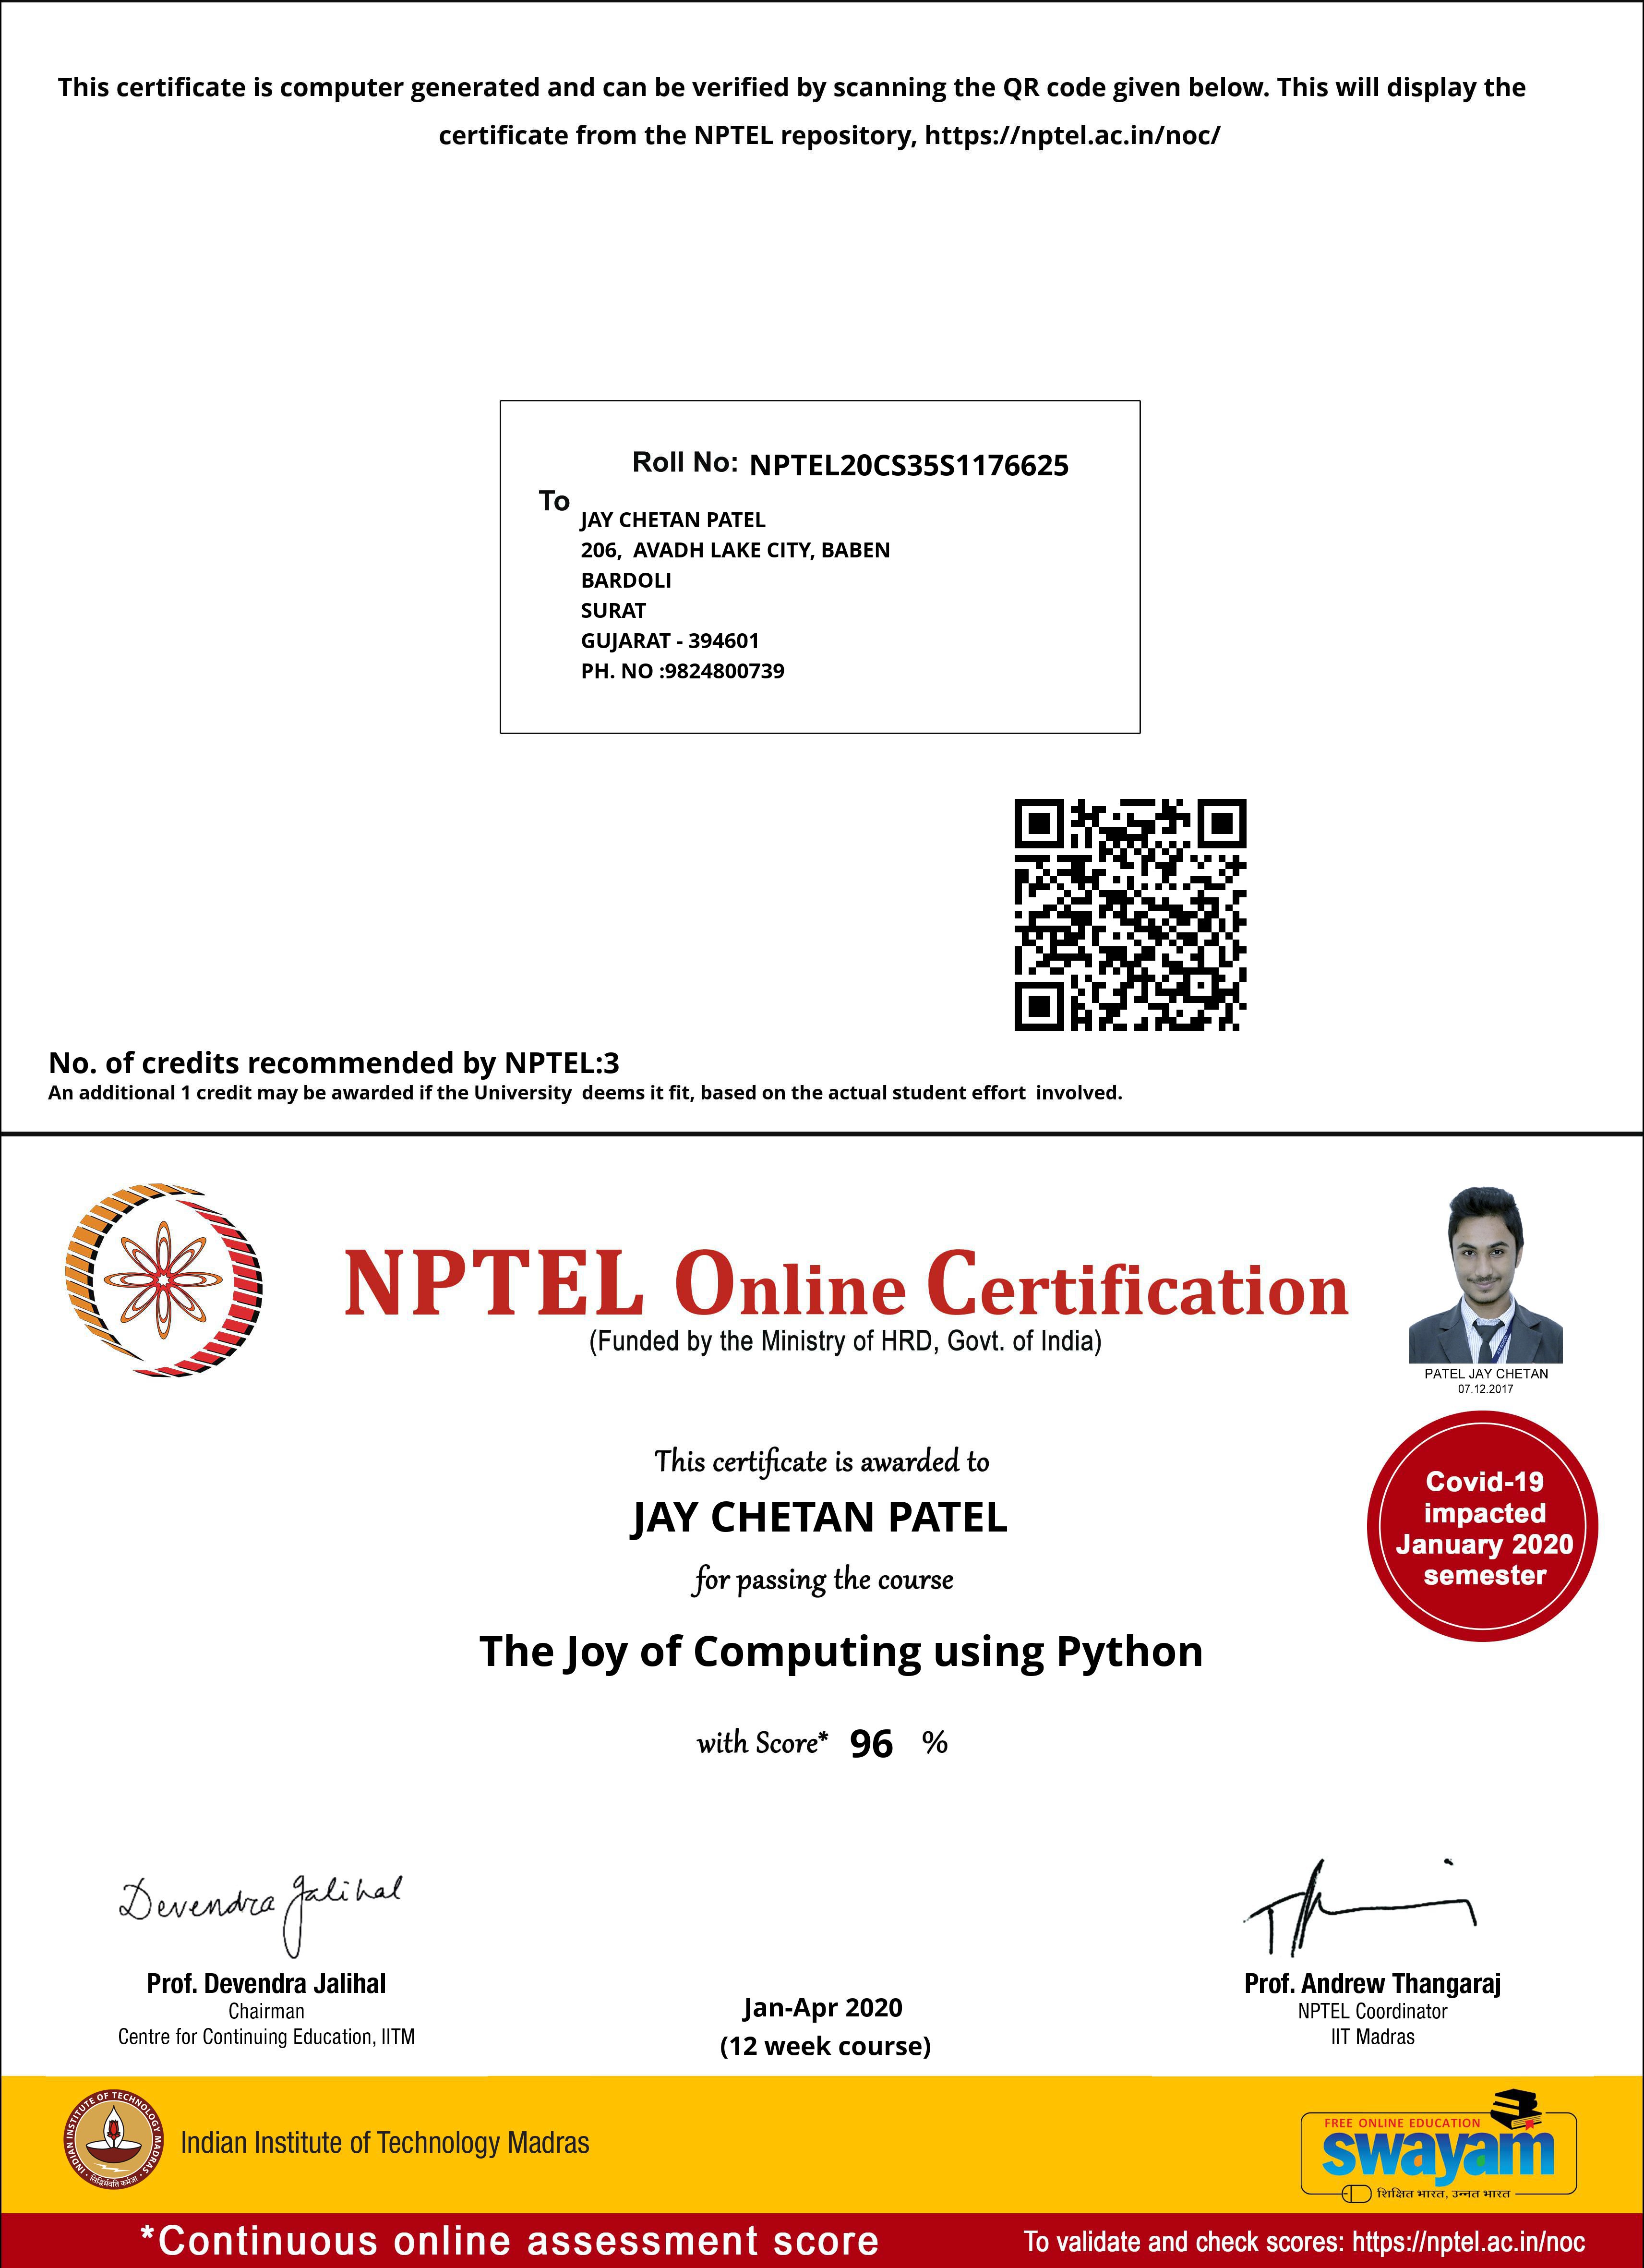 This certificate is computer generated and can be verified by scanning the QR code given below. This will display the
certificate from the NPTEL repository, https://nptel.ac.in/noc/
Roll No: NPTEL20CS35S1176625
To
JAY CHETAN PATEL
206,  AVADH LAKE CITY, BABEN
BARDOLI
SURAT
GUJARAT - 394601
PH. NO :9824800739
No. of credits recommended by NPTEL:3
An additional 1 credit may be awarded if the University  deems it fit, based on the actual student effort  involved.
NPTEL Online Certification
(Funded by the Ministry of HRD, Govt. of India)
PATEL JAY CHETAN
07.12.2017
This certificate is awarded to
JAY CHETAN PATEL
for passing the course
Covid-19
impacted
January 2020
semester
The Joy of Computing using Python
with Score* 96 %
Devendra Jalihal
Prof. Devendra Jalihal
Chairman
Centre for Continuing Education, IITM
Jan-Apr 2020
(12 week course)
Prof. Andrew Thangaraj
NPTEL Coordinator
IIT Madras
INDIAN INSTITUTE OF TECHNOLOGY MADRAS
सिद्धिर्भवति कर्मजा
Indian Institute of Technology Madras
FREE ONLINE EDUCATION
swayam
शिक्षित भारत, उन्नत भारत
*Continuous online assessment score
To validate and check scores: https://nptel.ac.in/noc